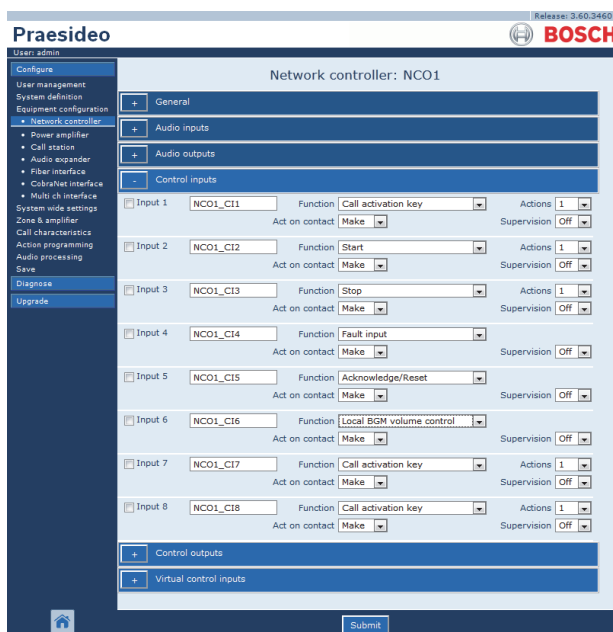 Release: 3.60.3460
Praesideo
BOSCH
User: admin
Configure
User management
System definition
Equipment configuration
• Network controller
• Power amplifier
• Call station
• Audio expander
• Fiber interface
• CobraNet interface
• Multi ch interface
System wide settings
Zone & amplifier
Call characteristics
Action programming
Audio processing
Save
Diagnose
Upgrade
Network controller: NCO1
+ General
+ Audio inputs
+ Audio outputs
- Control inputs
Input 1 NCO1_CI1 Function Call activation key Actions 1
Act on contact Make Supervision Off
Input 2 NCO1_CI2 Function Start Actions 1
Act on contact Make Supervision Off
Input 3 NCO1_CI3 Function Stop Actions 1
Act on contact Make Supervision Off
Input 4 NCO1_CI4 Function Fault input
Act on contact Make Supervision Off
Input 5 NCO1_CI5 Function Acknowledge/Reset
Act on contact Make Supervision Off
Input 6 NCO1_CI6 Function Local BGM volume control
Act on contact Make Supervision Off
Input 7 NCO1_CI7 Function Call activation key Actions 1
Act on contact Make Supervision Off
Input 8 NCO1_CI8 Function Call activation key Actions 1
Act on contact Make Supervision Off
+ Control outputs
+ Virtual control inputs
Submit